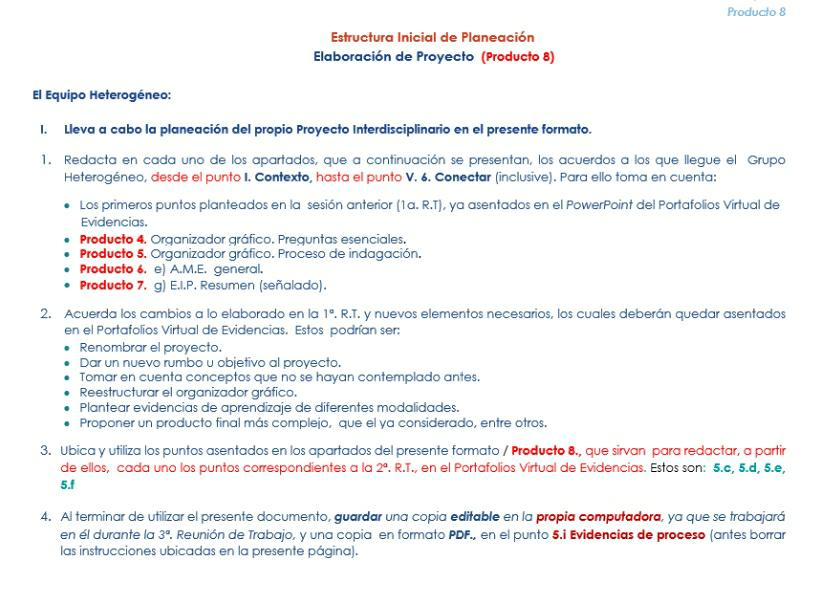 Producto 8
Estructura Inicial de Planeación
Elaboración de Proyecto (Producto 8)
El Equipo Heterogéneo:
I. Lleva a cabo la planeación del propio Proyecto Interdisciplinario en el presente formato.
1. Redacta en cada uno de los apartados, que a continuación se presentan, los acuerdos a los que llegue el Grupo
Heterogéneo, desde el punto I. Contexto, hasta el punto V. 6. Conectar (inclusive). Para ello toma en cuenta:
• Los primeros puntos planteados en la sesión anterior (1a. R.T), ya asentados en el PowerPoint del Portafolios Virtual de
Evidencias.
• Producto 4. Organizador gráfico. Preguntas esenciales.
• Producto 5. Organizador gráfico. Proceso de indagación.
• Producto 6. e) A.M.E. general.
• Producto 7. g) E.I.P. Resumen (señalado).
2. Acuerda los cambios a lo elaborado en la 1ª. R.T. y nuevos elementos necesarios, los cuales deberán quedar asentados
en el Portafolios Virtual de Evidencias. Estos podrían ser:
• Renombrar el proyecto.
• Dar un nuevo rumbo u objetivo al proyecto.
• Tomar en cuenta conceptos que no se hayan contemplado antes.
• Reestructurar el organizador gráfico.
• Plantear evidencias de aprendizaje de diferentes modalidades.
• Proponer un producto final más complejo, que el ya considerado, entre otros.
3. Ubica y utiliza los puntos asentados en los apartados del presente formato / Producto 8., que sirvan para redactar, a partir
de ellos, cada uno los puntos correspondientes a la 2ª. R.T., en el Portafolios Virtual de Evidencias. Estos son: 5.c, 5.d, 5.e,
5.f
4. Al terminar de utilizar el presente documento, guardar una copia editable en la propia computadora, ya que se trabajará
en él durante la 3ª. Reunión de Trabajo, y una copia en formato PDF., en el punto 5.i Evidencias de proceso (antes borrar
las instrucciones ubicadas en la presente página).